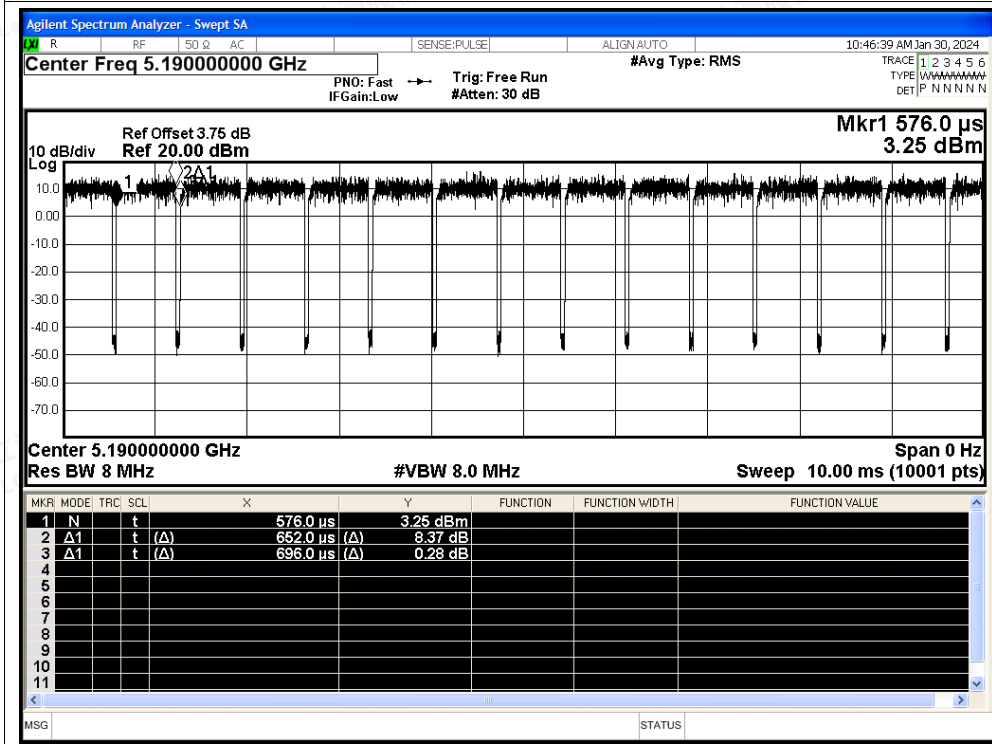 Agilent Spectrum Analyzer - Swept SA
LXI R RF 50 Ω AC SENSE:PULSE ALIGN AUTO 10:46:39 AM Jan 30, 2024
Center Freq 5.190000000 GHz #Avg Type: RMS TRACE 1 2 3 4 5 6
PNO: Fast Trig: Free Run TYPE WWWWWW
IFGain:Low #Atten: 30 dB DET P N N N N N
Mkr1 576.0 µs
Ref Offset 3.75 dB
10 dB/div Ref 20.00 dBm 3.25 dBm
Log
1 2Δ1
10.0
0.00
-10.0
-20.0
-30.0
-40.0
-50.0
-60.0
-70.0
Center 5.190000000 GHz Span 0 Hz
Res BW 8 MHz #VBW 8.0 MHz Sweep 10.00 ms (10001 pts)
MKR MODE TRC SCL X Y FUNCTION FUNCTION WIDTH FUNCTION VALUE
1 N t 576.0 µs 3.25 dBm
2 Δ1 t (Δ) 652.0 µs (Δ) 8.37 dB
3 Δ1 t (Δ) 696.0 µs (Δ) 0.28 dB
4
5
6
7
8
9
10
11
MSG STATUS